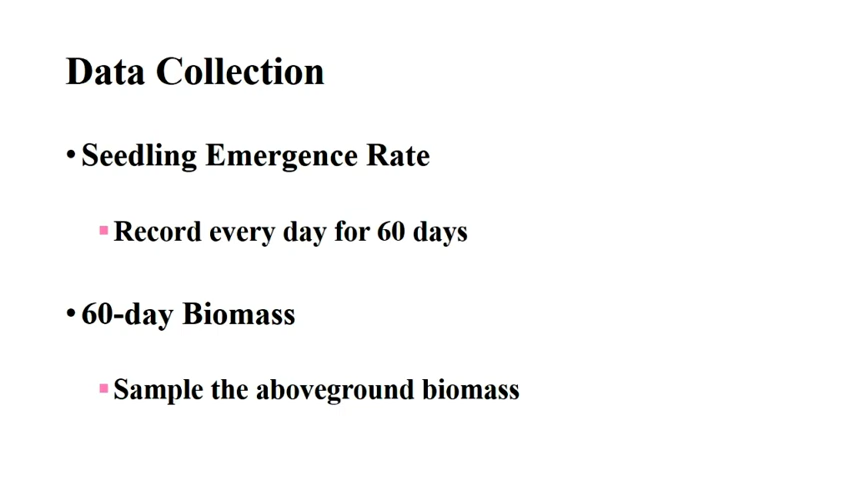 Data Collection
• Seedling Emergence Rate
▪ Record every day for 60 days
• 60-day Biomass
▪ Sample the aboveground biomass